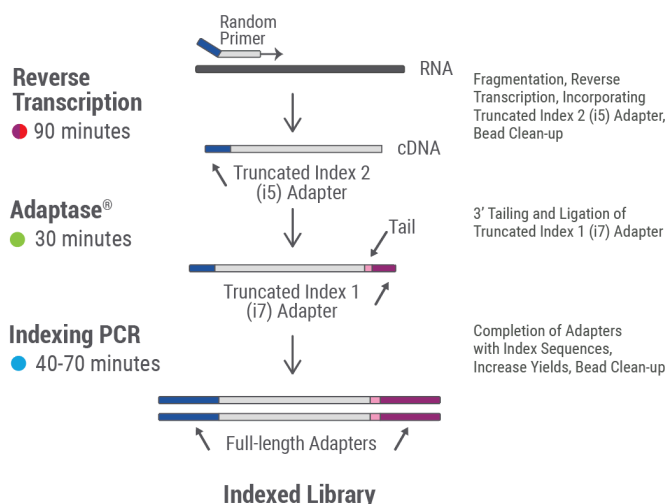 Random
Primer
RNA
Reverse
Transcription
90 minutes
Fragmentation, Reverse
Transcription, Incorporating
Truncated Index 2 (i5) Adapter,
Bead Clean-up
cDNA
Truncated Index 2
(i5) Adapter
Adaptase®
30 minutes
3’ Tailing and Ligation of
Truncated Index 1 (i7) Adapter
Tail
Truncated Index 1
(i7) Adapter
Indexing PCR
40-70 minutes
Completion of Adapters
with Index Sequences,
Increase Yields, Bead Clean-up
Full-length Adapters
Indexed Library